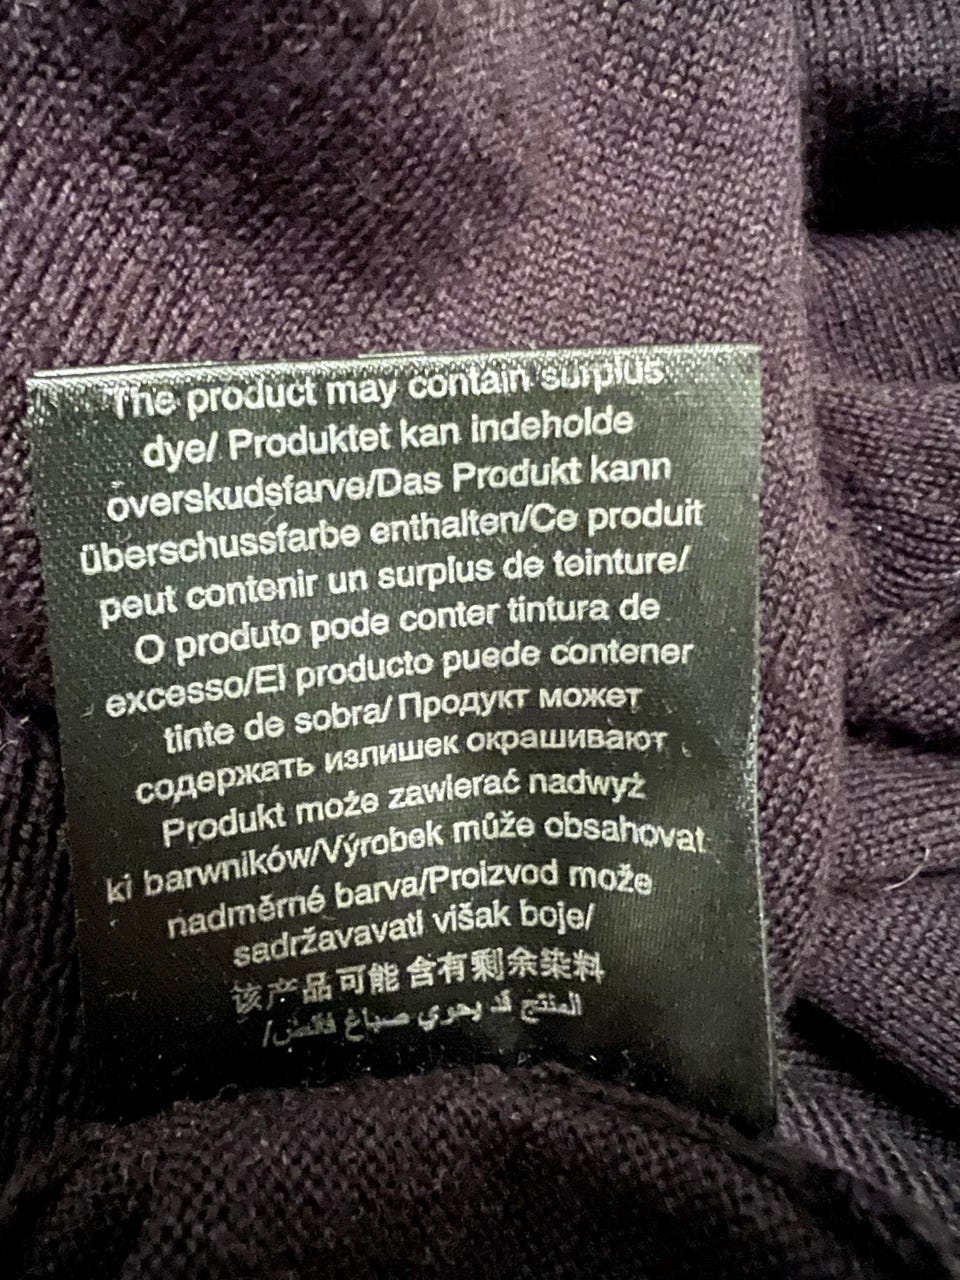 The product may contain surplus
dye/ Produktet kan indeholde
overskudsfarve/Das Produkt kann
überschussfarbe enthalten/Ce produit
peut contenir un surplus de teinture/
O produto pode conter tintura de
excesso/El producto puede contener
tinte de sobra/Продукт может
содержать излишек окрашивают
Produkt może zawierać nadwyż
ki barwników/Výrobek může obsahovat
nadměrné barva/Proizvod može
sadržavavati višak boje/
该产品可能含有剩余染料
المنتج قد يحوي صباغ فائض/